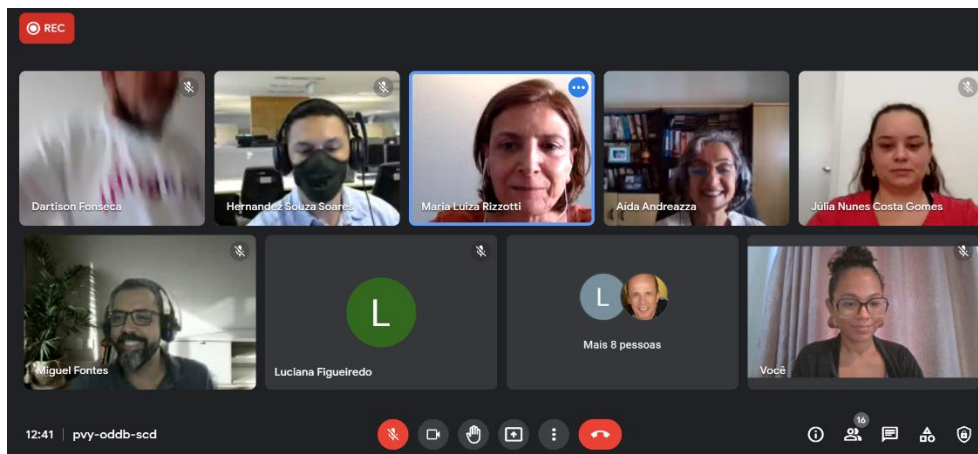 REC
Dartison Fonseca
Hernandez Souza Soares
Maria Luiza Rizzotti
Aida Andreazza
Júlia Nunes Costa Gomes
Miguel Fontes
L
Luciana Figueiredo
L
Mais 8 pessoas
Você
16
12:41 | pvy-oddb-scd